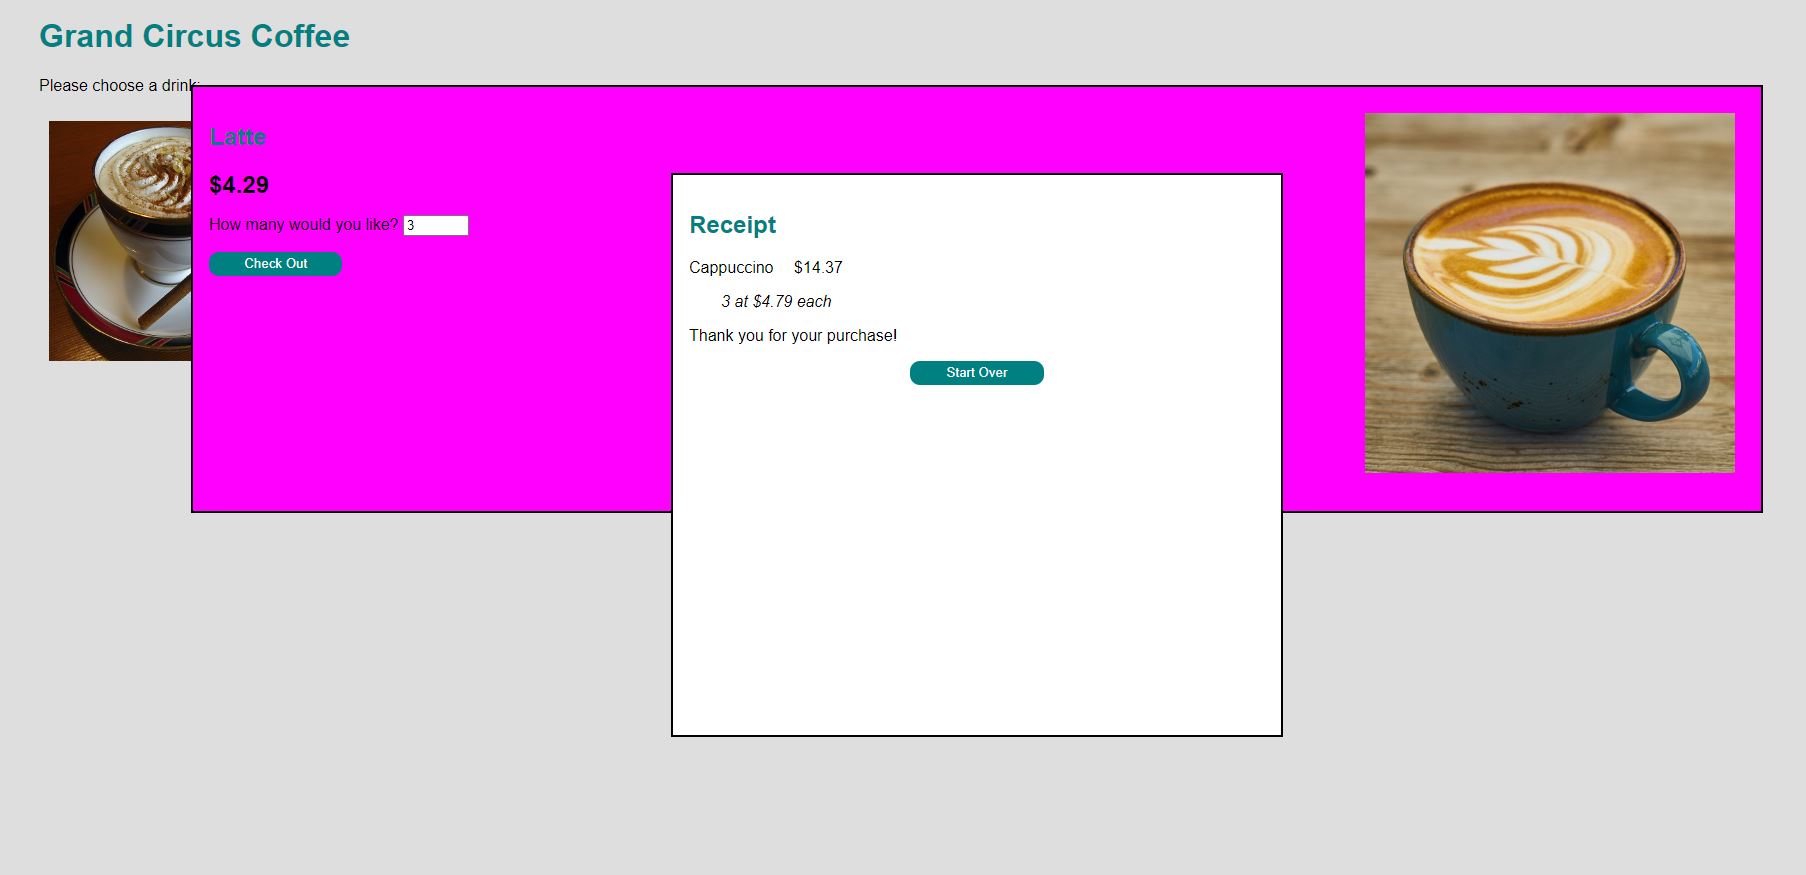 Grand Circus Coffee
Please choose a drink:
Latte
$4.29
How many would you like? 3
Check Out
Receipt
Cappuccino $14.37
3 at $4.79 each
Thank you for your purchase!
Start Over